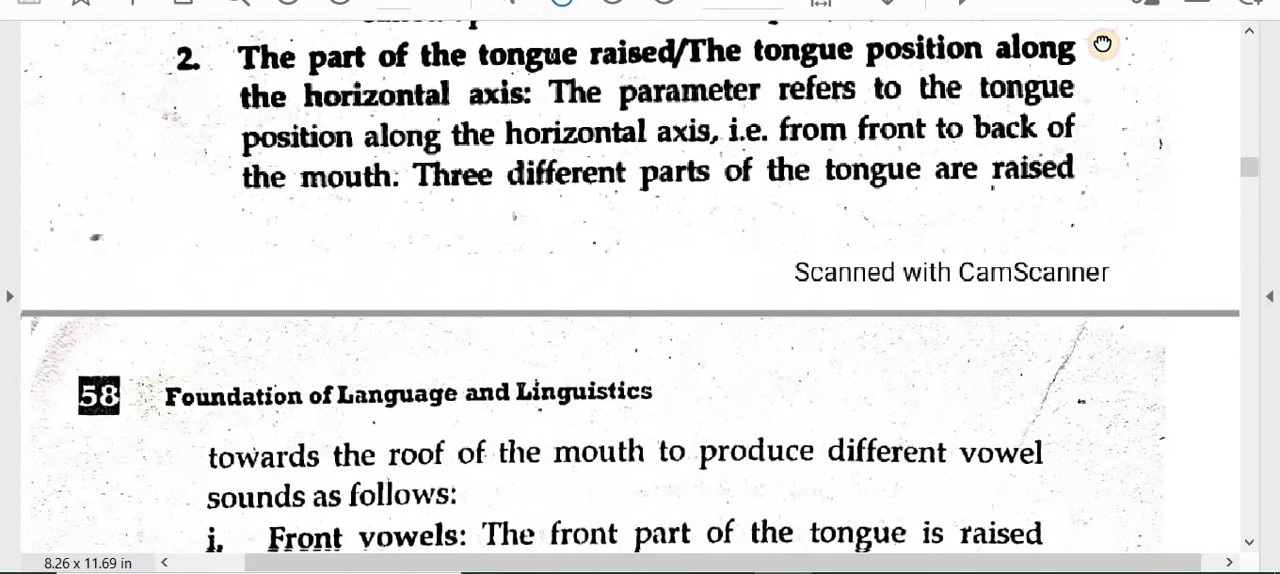 2. The part of the tongue raised/The tongue position along
the horizontal axis: The parameter refers to the tongue
position along the horizontal axis, i.e. from front to back of
the mouth. Three different parts of the tongue are raised
Scanned with CamScanner
58 Foundation of Language and Linguistics
towards the roof of the mouth to produce different vowel
sounds as follows:
i. Front vowels: The front part of the tongue is raised
8.26 x 11.69 in